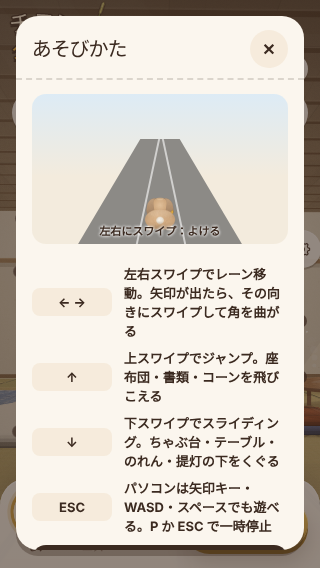 あそびかた
×
左右にスワイプ：よける
← →
左右スワイプでレーン移
動。矢印が出たら、その向
きにスワイプして角を曲が
る
↑
上スワイプでジャンプ。座
布団・書類・コーンを飛び
こえる
↓
下スワイプでスライディン
グ。ちゃぶ台・テーブル・
のれん・提灯の下をくぐる
ESC
パソコンは矢印キー・
WASD・スペースでも遊べ
る。P か ESC で一時停止